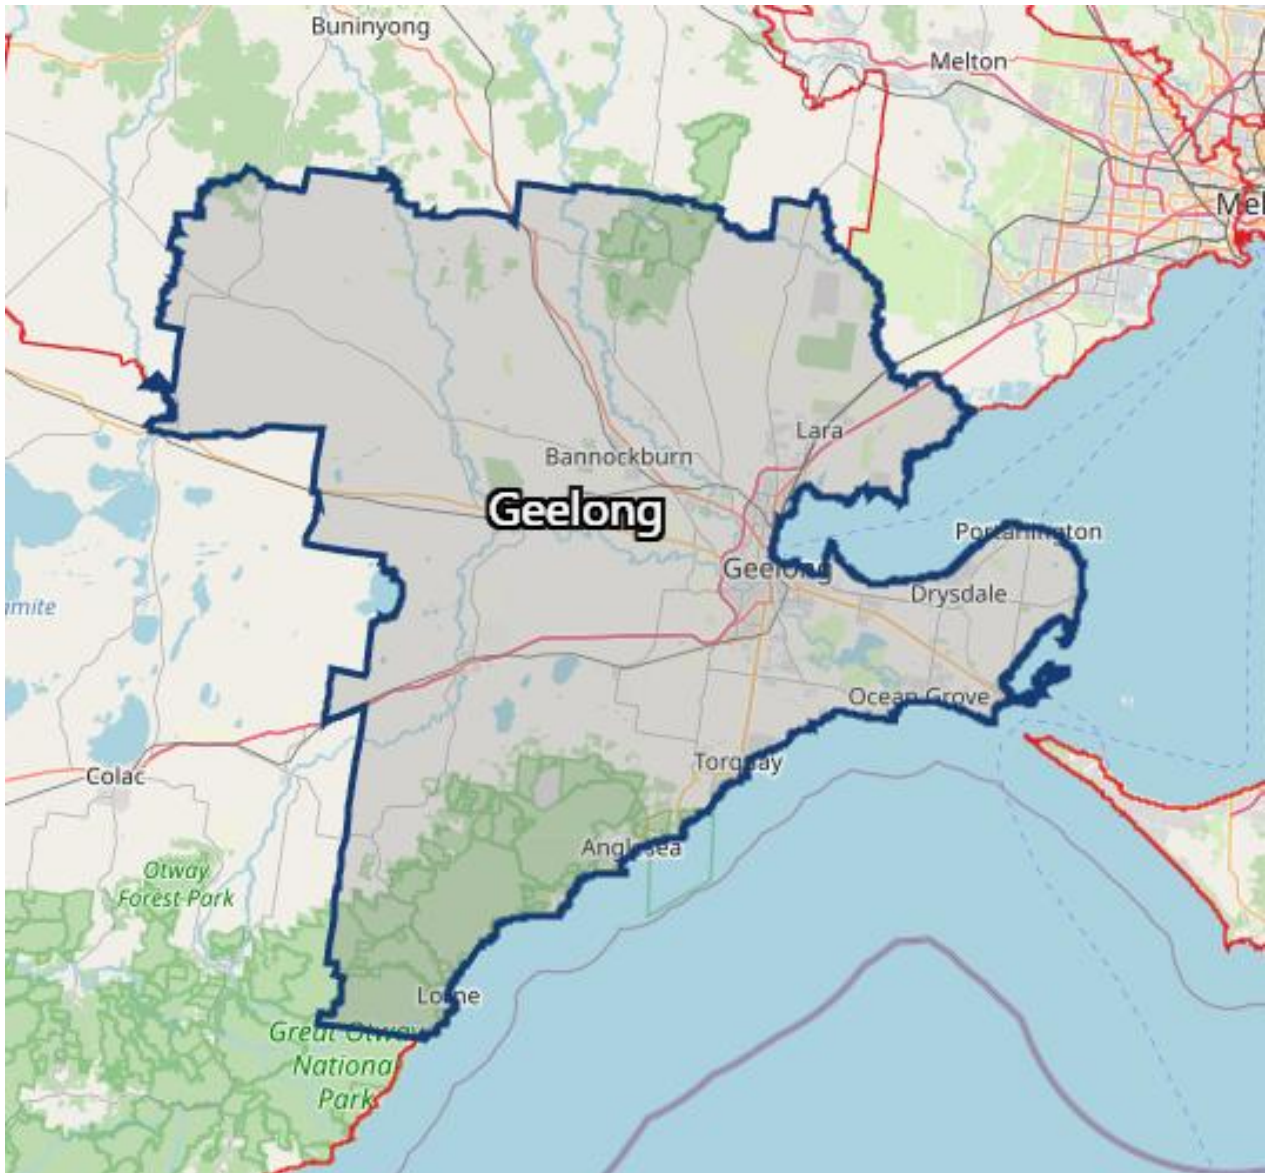 Buninyong
Melton
Mel
Lara
Bannockburn
Geelong
Portarlington
Geelong
Drysdale
Ocean Grove
Torquay
Colac
Anglesea
Otway
Forest Park
Lorne
Great Otway
National
Park